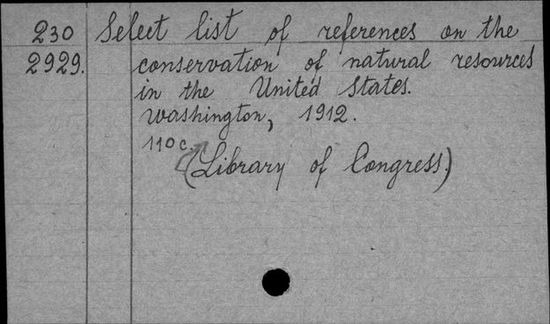 230 Select list of references on the
2929. conservation of natural resources
in the United States.
Washington, 1912.
110 c.
(Library of Congress.)